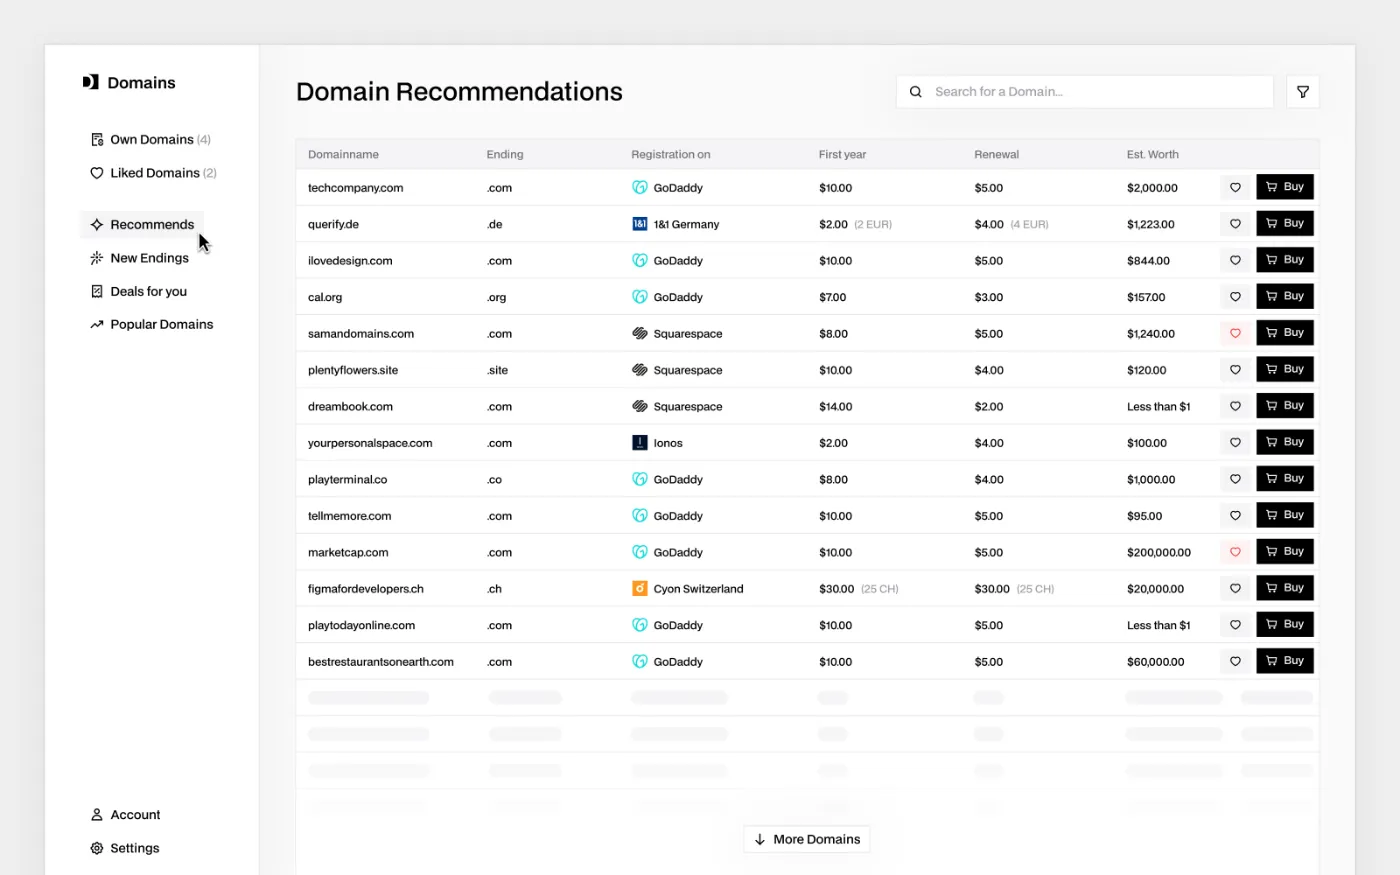 Domains
Own Domains (4)
Liked Domains (2)
Recommends
New Endings
Deals for you
Popular Domains
Account
Settings
Domain Recommendations
Search for a Domain...
Domainname Ending Registration on First year Renewal Est. Worth
techcompany.com .com GoDaddy $10.00 $5.00 $2,000.00 Buy
querify.de .de 1&1 1&1 Germany $2.00 (2 EUR) $4.00 (4 EUR) $1,223.00 Buy
ilovedesign.com .com GoDaddy $10.00 $5.00 $844.00 Buy
cal.org .org GoDaddy $7.00 $3.00 $157.00 Buy
samandomains.com .com Squarespace $8.00 $5.00 $1,240.00 Buy
plentyflowers.site .site Squarespace $10.00 $4.00 $120.00 Buy
dreambook.com .com Squarespace $14.00 $2.00 Less than $1 Buy
yourpersonalspace.com .com Ionos $2.00 $4.00 $100.00 Buy
playterminal.co .co GoDaddy $8.00 $4.00 $1,000.00 Buy
tellmemore.com .com GoDaddy $10.00 $5.00 $95.00 Buy
marketcap.com .com GoDaddy $10.00 $5.00 $200,000.00 Buy
figmafordevelopers.ch .ch Cyon Switzerland $30.00 (25 CH) $30.00 (25 CH) $20,000.00 Buy
playtodayonline.com .com GoDaddy $10.00 $5.00 Less than $1 Buy
bestrestaurantsonearth.com .com GoDaddy $10.00 $5.00 $60,000.00 Buy
More Domains